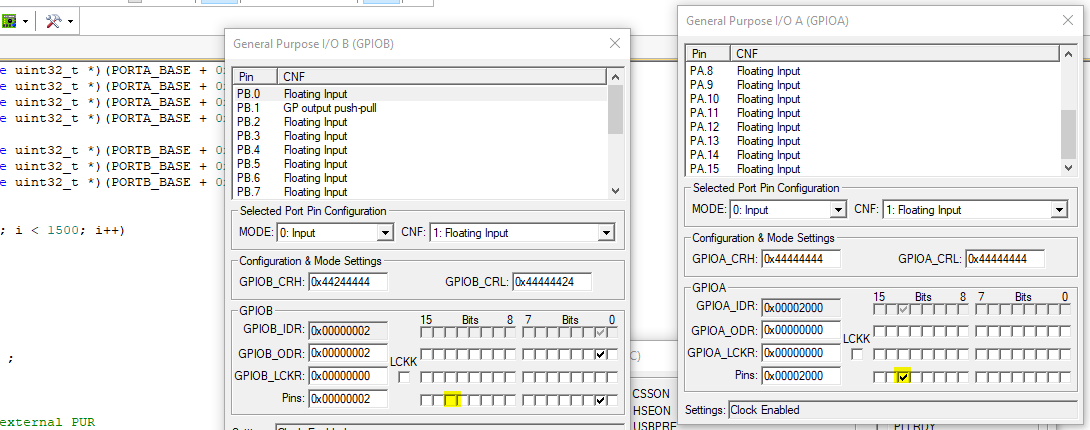 General Purpose I/O B (GPIOB)
Pin CNF
PB.0 Floating Input
PB.1 GP output push-pull
PB.2 Floating Input
PB.3 Floating Input
PB.4 Floating Input
PB.5 Floating Input
PB.6 Floating Input
PB.7 Floating Input
Selected Port Pin Configuration
MODE: 0: Input CNF: 1: Floating Input
Configuration & Mode Settings
GPIOB_CRH: 0x44244444 GPIOB_CRL: 0x44444424
GPIOB
15 Bits 8 7 Bits 0
GPIOB_IDR: 0x00000002
GPIOB_ODR: 0x00000002
GPIOB_LCKR: 0x00000000 LCKK
Pins: 0x00000002
Clock Enabled
General Purpose I/O A (GPIOA)
Pin CNF
PA.8 Floating Input
PA.9 Floating Input
PA.10 Floating Input
PA.11 Floating Input
PA.12 Floating Input
PA.13 Floating Input
PA.14 Floating Input
PA.15 Floating Input
Selected Port Pin Configuration
MODE: 0: Input CNF: 1: Floating Input
Configuration & Mode Settings
GPIOA_CRH: 0x44444444 GPIOA_CRL: 0x44444444
GPIOA
15 Bits 8 7 Bits 0
GPIOA_IDR: 0x00002000
GPIOA_ODR: 0x00000000
GPIOA_LCKR: 0x00000000 LCKK
Pins: 0x00002000
Settings: Clock Enabled
e uint32_t *)(PORTA_BASE + 0
e uint32_t *)(PORTA_BASE + 0
e uint32_t *)(PORTA_BASE + 0
e uint32_t *)(PORTA_BASE + 0
e uint32_t *)(PORTB_BASE + 0
e uint32_t *)(PORTB_BASE + 0
e uint32_t *)(PORTB_BASE + 0
; i < 1500; i++)
;
external PUR
C)
CSSON
HSEON
USBPRE